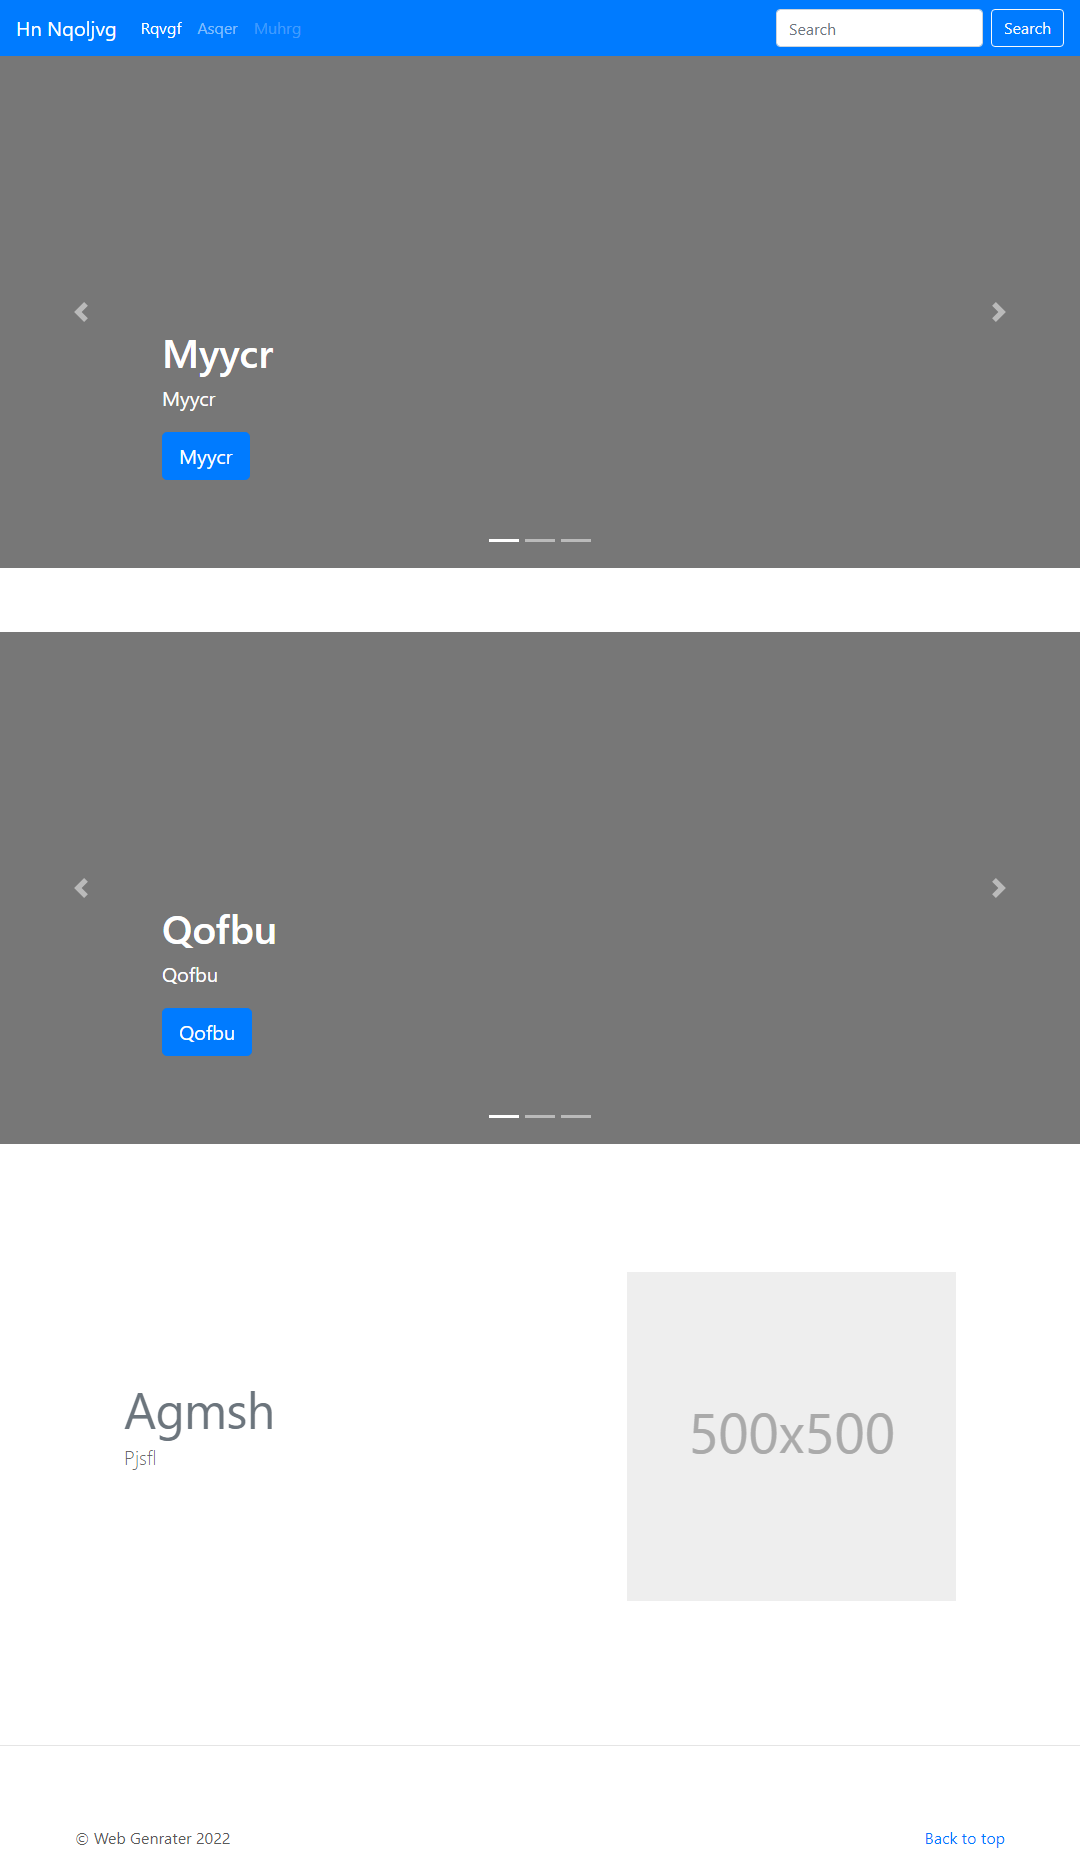 Hn Nqoljvg Rqvgf Asqer Muhrg Search Search
Myycr
Myycr
Myycr
Qofbu
Qofbu
Qofbu
Agmsh
Pjsfl
500x500
© Web Genrater 2022 Back to top